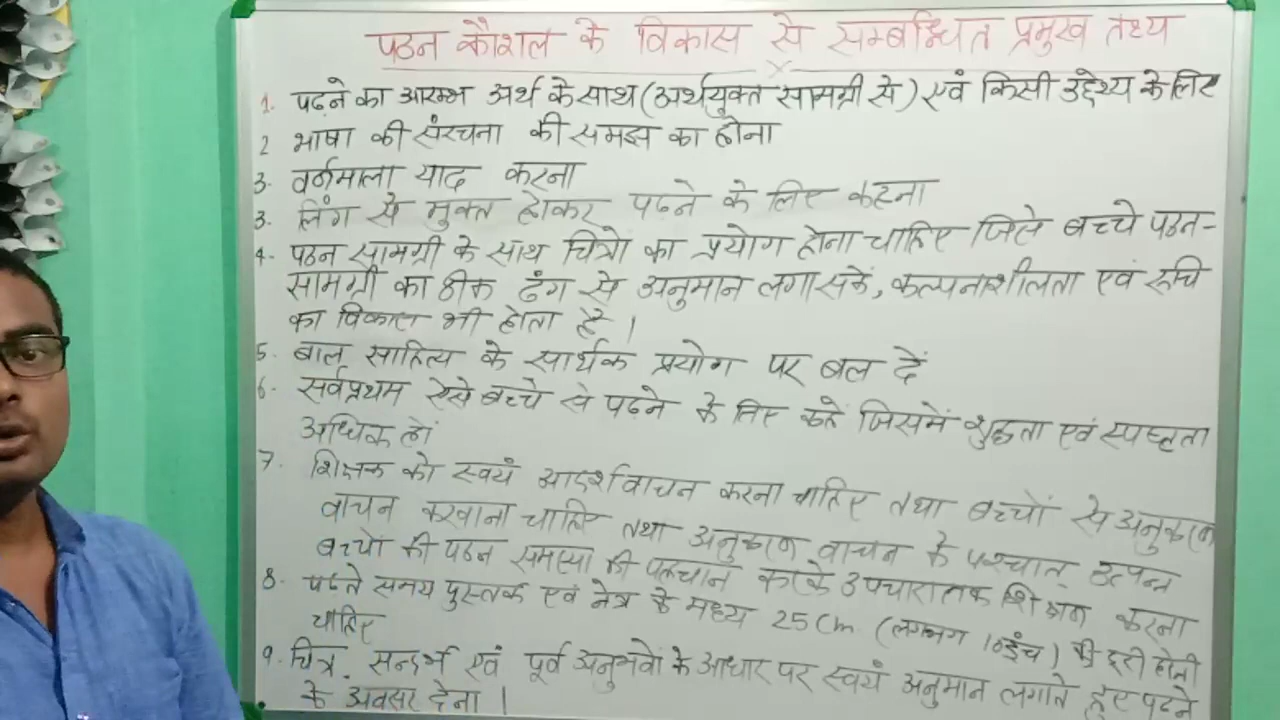 पठन कौशल के विकास से सम्बन्धित प्रमुख तथ्य
1. पढ़ने का आरम्भ अर्थ के साथ (अर्थयुक्त सामग्री से) एवं किसी उद्देश्य के लिए
2 भाषा की संरचना की समझ का होना
3. वर्णमाला याद करना
3. लिंग से मुक्त होकर पढने के लिए कहना
4. पठन सामग्री के साथ चित्रों का प्रयोग होना चाहिए जिसे बच्चे पठन-
सामग्री का ठीक ढंग से अनुमान लगा सकें, कल्पनाशीलता एवं रूचि
का विकास भी होता है।
5. बाल साहित्य के सार्थक प्रयोग पर बल दें
6. सर्वप्रथम ऐसे बच्चे से पढने के लिए कहें जिसमें शुद्धता एवं स्पष्टता
अधिक हों
7. शिक्षक को स्वयं आदर्शवाचन करना चाहिए तथा बच्चों से अनुकरण
वाचन करवाना चाहिए तथा अनुकरण वाचन के पश्चात् उत्पन्न
बच्चों की पठन समस्या की पहचान करके उपचारात्मक शिक्षण करना
8. पढते समय पुस्तक एवं नेत्र के मध्य 25 Cm (लगभग 10 इंच) की दूरी होनी
चाहिए
9. चित्र, सन्दर्भ एवं पूर्व अनुभवों के आधार पर स्वयं अनुमान लगाते हुए पढने
के अवसर देना।